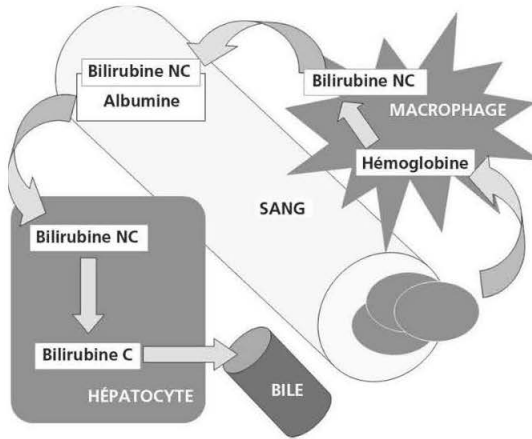 Bilirubine NC
Albumine
Bilirubine NC
MACROPHAGE
Hémoglobine
SANG
Bilirubine NC
Bilirubine C
HÉPATOCYTE
BILE